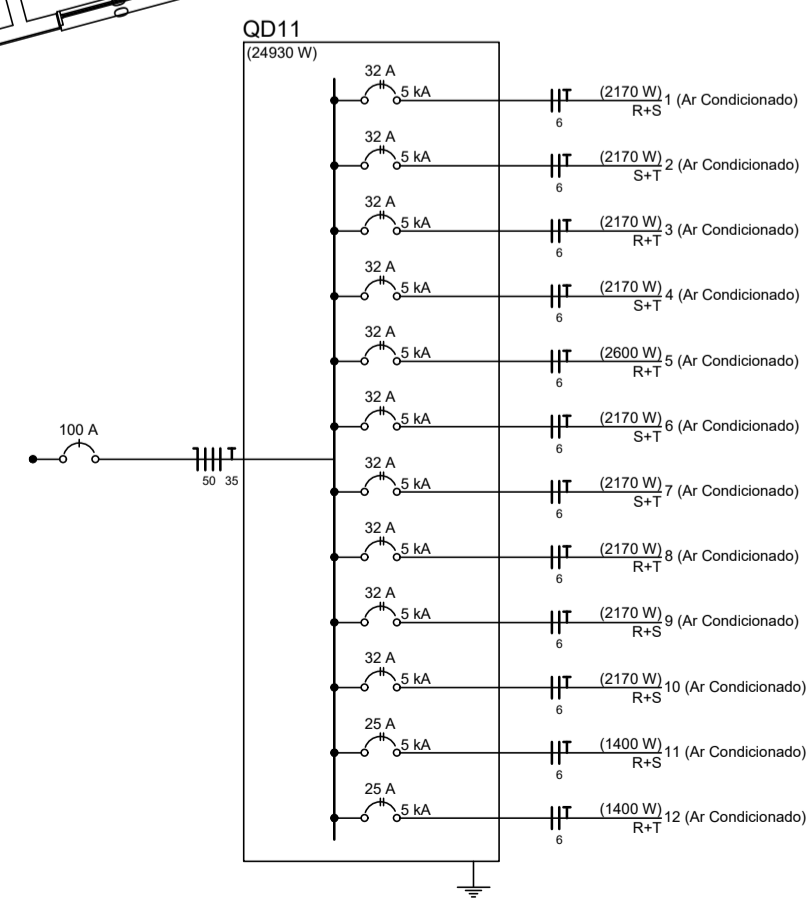 QD11
(24930 W)
32 A
5 kA
6
(2170 W)
R+S
1 (Ar Condicionado)
32 A
5 kA
6
(2170 W)
S+T
2 (Ar Condicionado)
32 A
5 kA
6
(2170 W)
R+T
3 (Ar Condicionado)
32 A
5 kA
6
(2170 W)
S+T
4 (Ar Condicionado)
32 A
5 kA
6
(2600 W)
R+T
5 (Ar Condicionado)
32 A
5 kA
6
(2170 W)
S+T
6 (Ar Condicionado)
100 A
50 35
32 A
5 kA
6
(2170 W)
S+T
7 (Ar Condicionado)
32 A
5 kA
6
(2170 W)
R+T
8 (Ar Condicionado)
32 A
5 kA
6
(2170 W)
R+S
9 (Ar Condicionado)
32 A
5 kA
6
(2170 W)
R+S
10 (Ar Condicionado)
25 A
5 kA
6
(1400 W)
R+S
11 (Ar Condicionado)
25 A
5 kA
6
(1400 W)
R+T
12 (Ar Condicionado)